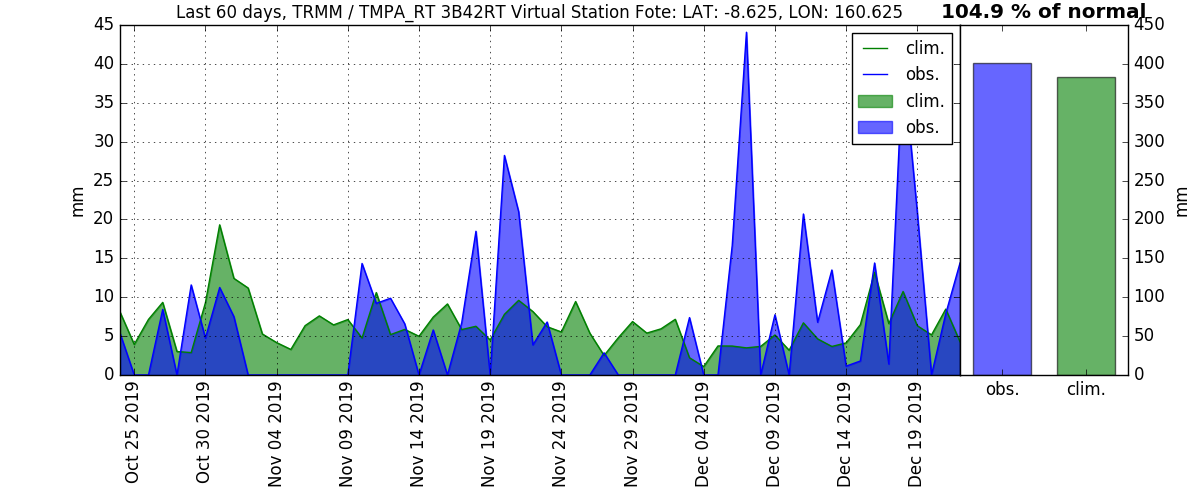 Last 60 days, TRMM / TMPA_RT 3B42RT Virtual Station Fote: LAT: -8.625, LON: 160.625
104.9 % of normal
45
40
35
30
25
20
15
10
5
0
mm
clim.
obs.
clim.
obs.
450
400
350
300
250
200
150
100
50
0
mm
Oct 25 2019
Oct 30 2019
Nov 04 2019
Nov 09 2019
Nov 14 2019
Nov 19 2019
Nov 24 2019
Nov 29 2019
Dec 04 2019
Dec 09 2019
Dec 14 2019
Dec 19 2019
obs.
clim.